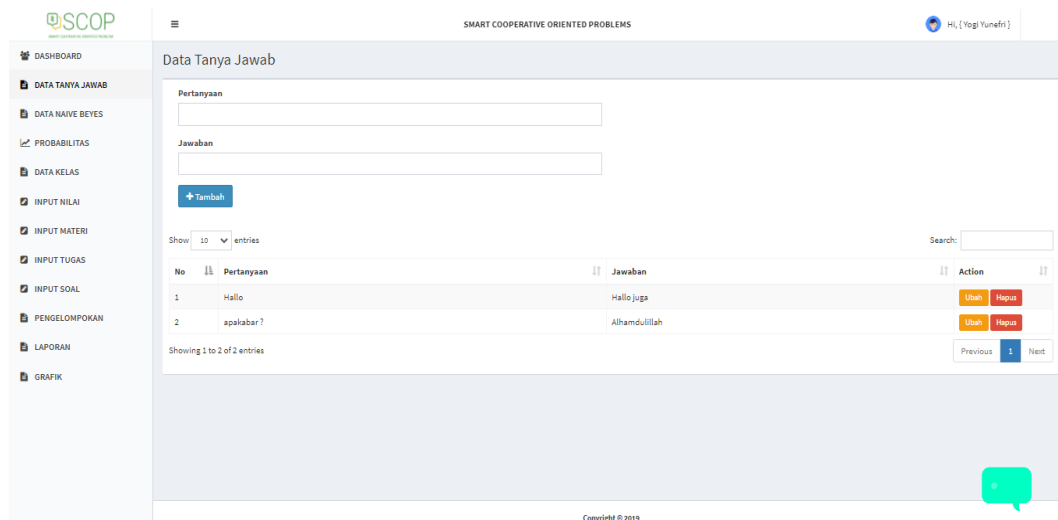 SCOP
SMART COOPERATIVE ORIENTED PROBLEMS
Hi, { Yogi Yunefri }
DASHBOARD
DATA TANYA JAWAB
DATA NAIVE BEYES
PROBABILITAS
DATA KELAS
INPUT NILAI
INPUT MATERI
INPUT TUGAS
INPUT SOAL
PENGELOMPOKAN
LAPORAN
GRAFIK
Data Tanya Jawab
Pertanyaan
Jawaban
+ Tambah
Show 10 entries
Search:
No Pertanyaan Jawaban Action
1 Hallo Hallo juga Ubah Hapus
2 apakabar ? Alhamdulillah Ubah Hapus
Showing 1 to 2 of 2 entries
Previous 1 Next
Copyright © 2019